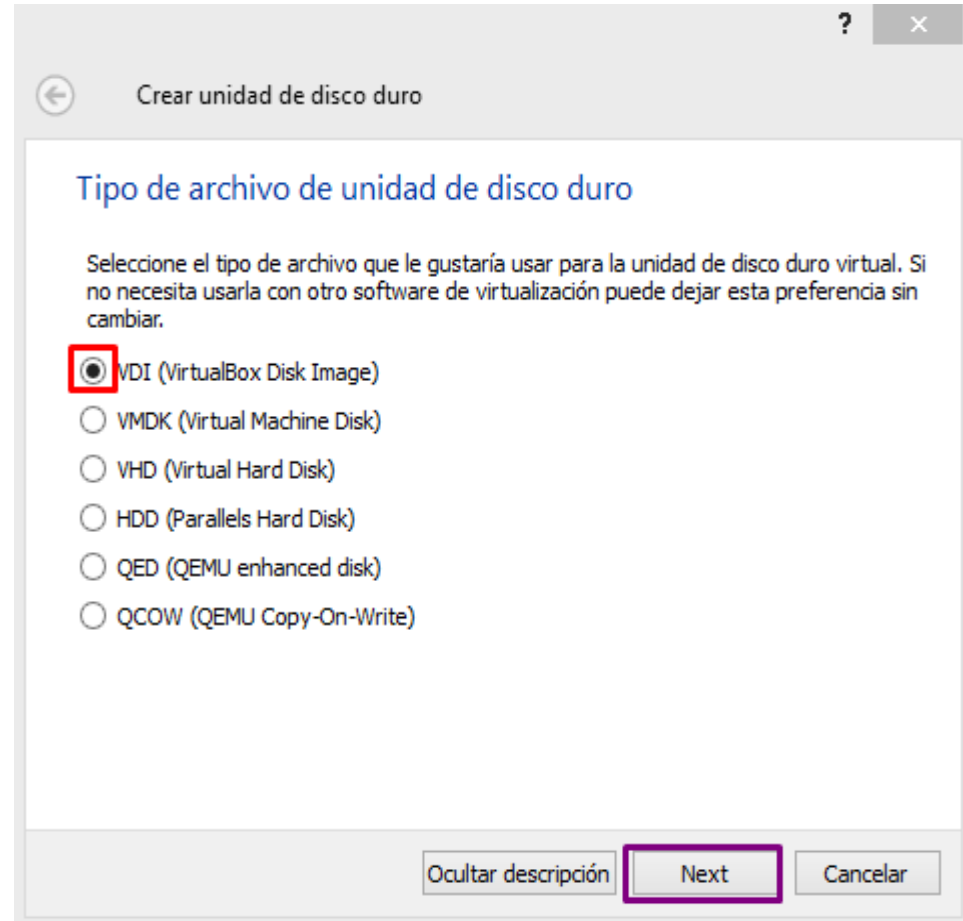 ?
×
Crear unidad de disco duro
Tipo de archivo de unidad de disco duro
Seleccione el tipo de archivo que le gustaría usar para la unidad de disco duro virtual. Si
no necesita usarla con otro software de virtualización puede dejar esta preferencia sin
cambiar.
VDI (VirtualBox Disk Image)
VMDK (Virtual Machine Disk)
VHD (Virtual Hard Disk)
HDD (Parallels Hard Disk)
QED (QEMU enhanced disk)
QCOW (QEMU Copy-On-Write)
Ocultar descripción Next Cancelar